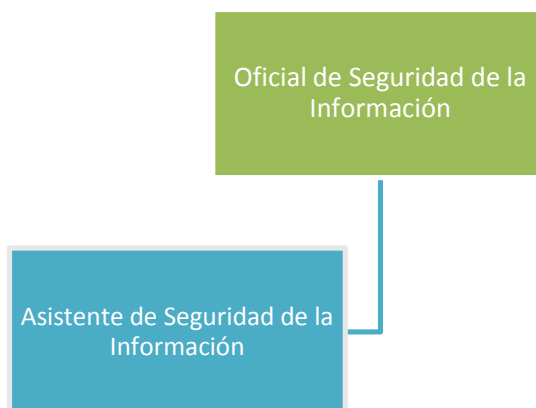 Oficial de Seguridad de la
Información
Asistente de Seguridad de la
Información